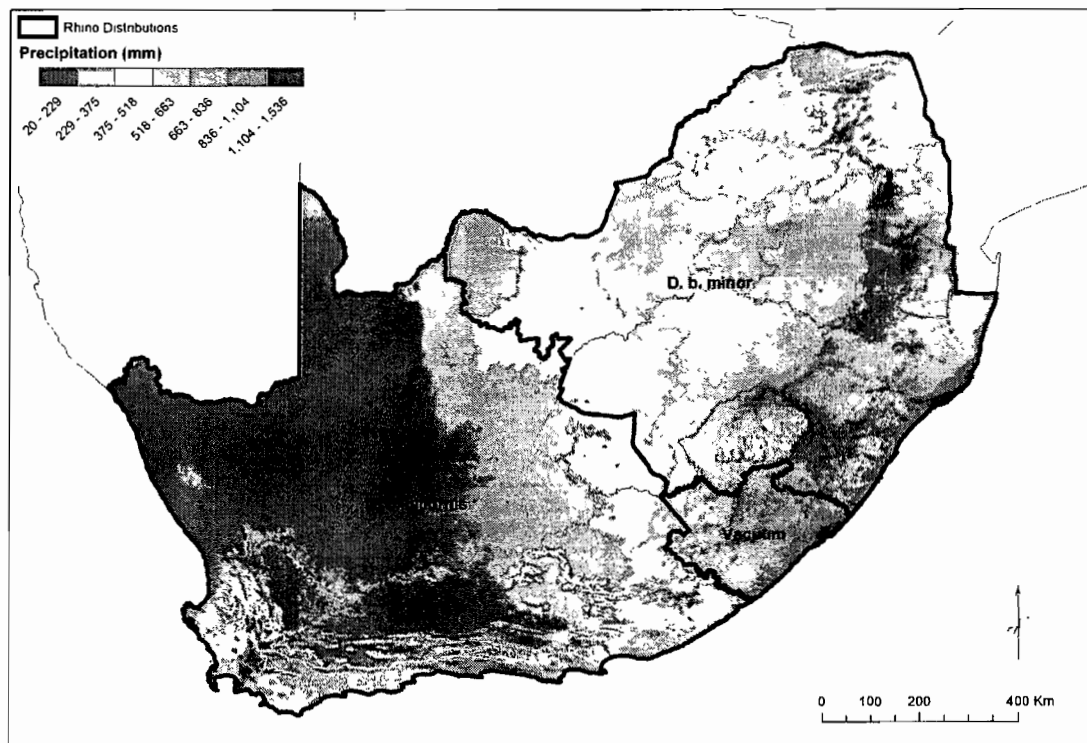 Rhino Distributions
Precipitation (mm)
20 - 229
229 - 375
375 - 518
518 - 663
663 - 836
836 - 1.104
1.104 - 1.536
D. b. minor
0 100 200 400 Km